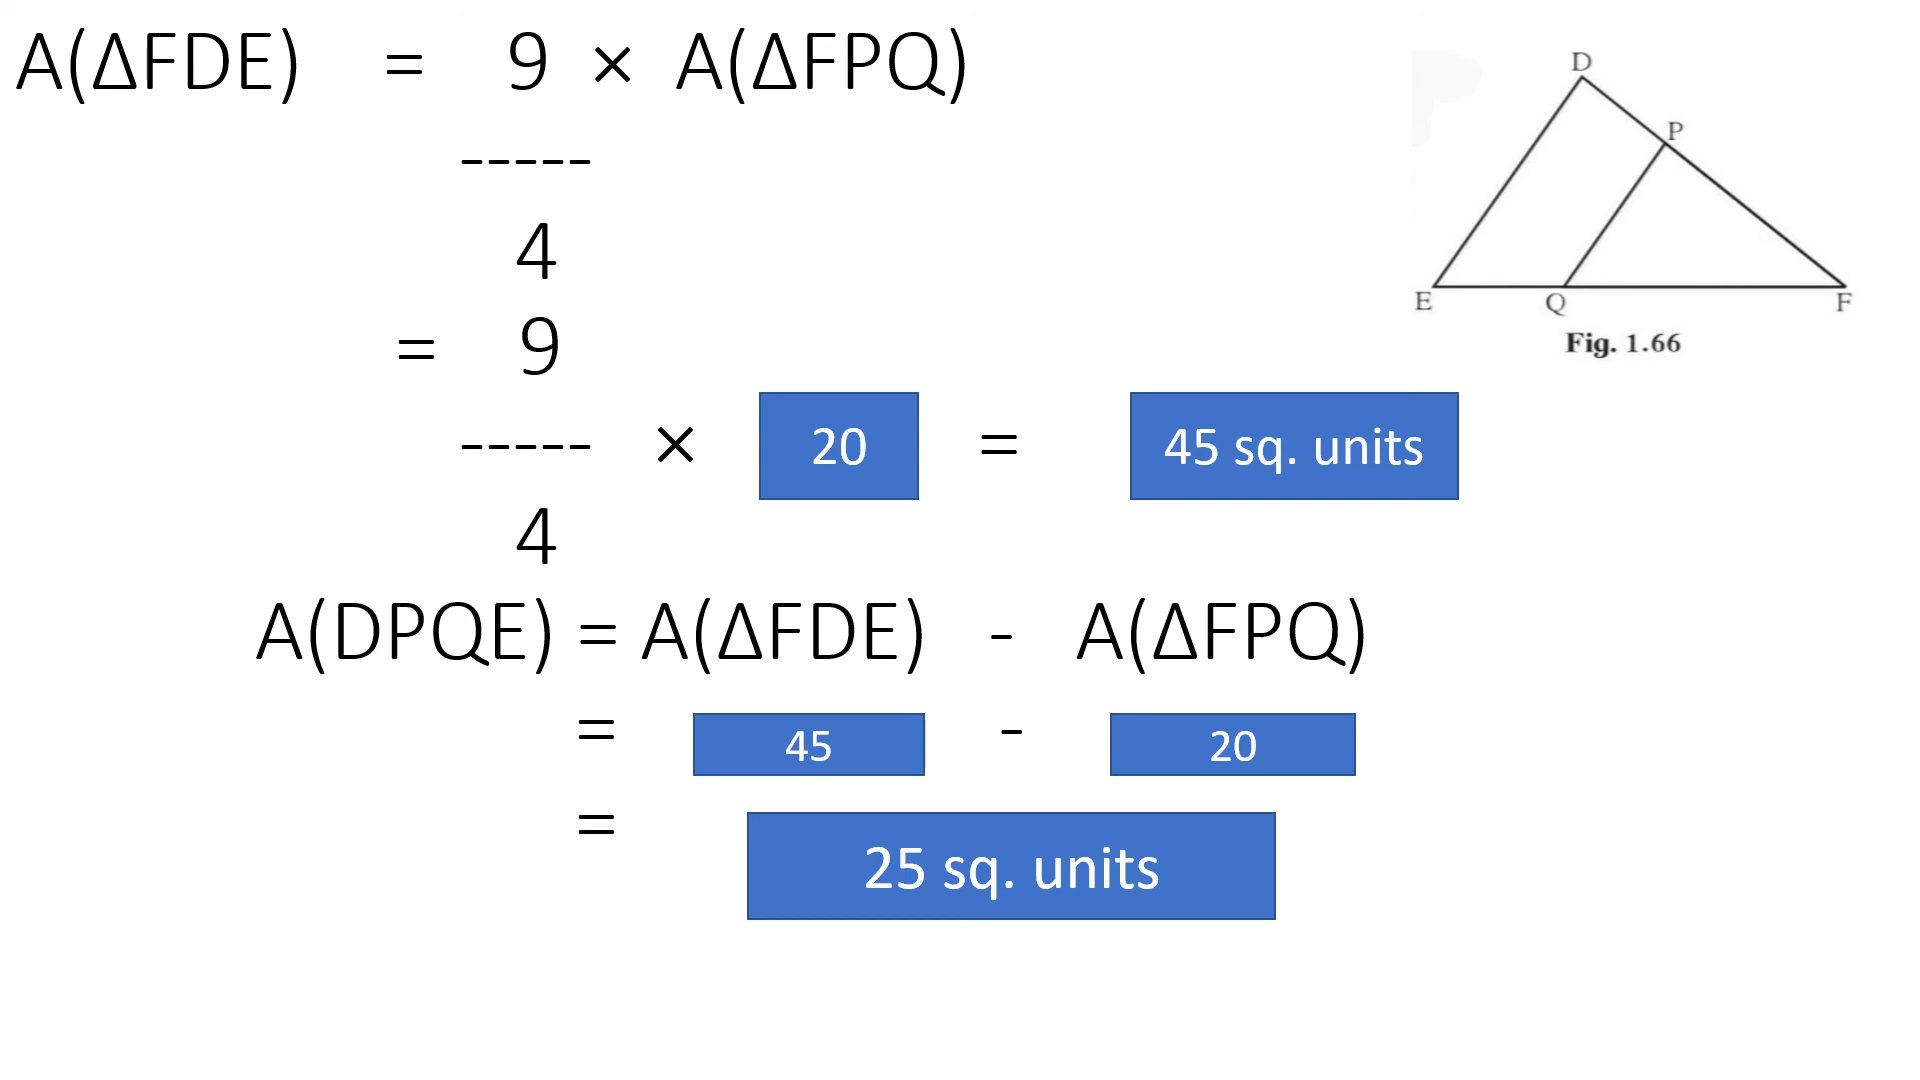 A(ΔFDE) = 9 × A(ΔFPQ)
-----
4
= 9
----- × 20 = 45 sq. units
4
A(DPQE) = A(ΔFDE) - A(ΔFPQ)
= 45 - 20
= 25 sq. units
D
P
E Q F
Fig. 1.66